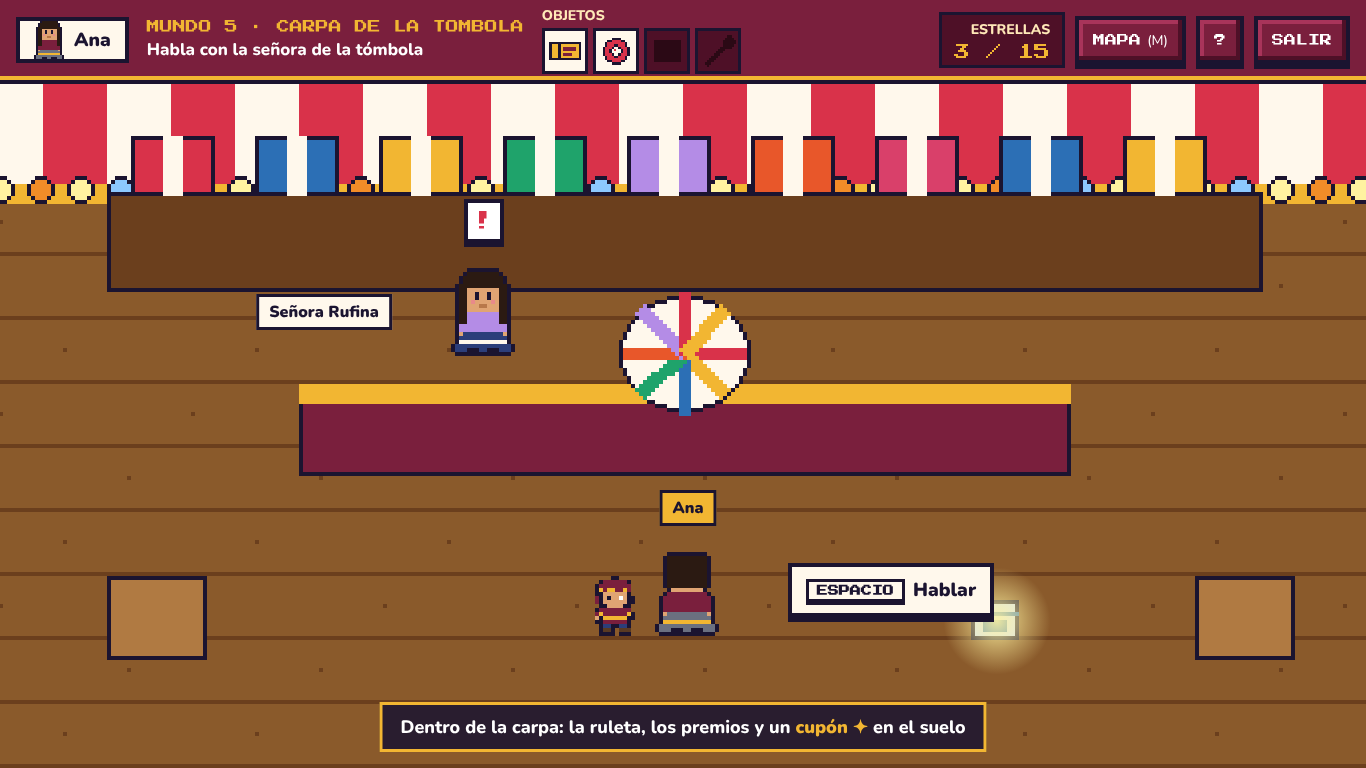 Ana
MUNDO 5 · CARPA DE LA TOMBOLA
Habla con la señora de la tómbola
OBJETOS
ESTRELLAS
3 / 15
MAPA (M)
?
SALIR
!
Señora Rufina
Ana
ESPACIO Hablar
Dentro de la carpa: la ruleta, los premios y un cupón ✦ en el suelo